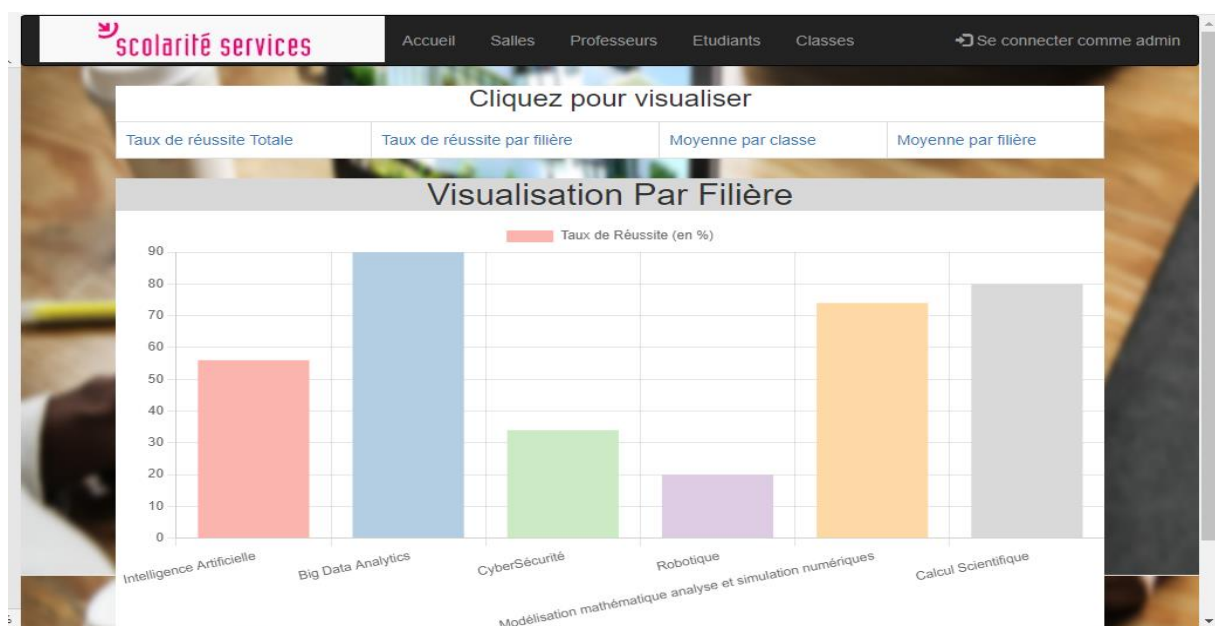 scolarité services
Accueil Salles Professeurs Etudiants Classes Se connecter comme admin
Cliquez pour visualiser
Taux de réussite Totale Taux de réussite par filière Moyenne par classe Moyenne par filière
Visualisation Par Filière
Taux de Réussite (en %)
90
80
70
60
50
40
30
20
10
0
Intelligence Artificielle
Big Data Analytics
CyberSécurité
Robotique
Modélisation mathématique analyse et simulation numériques
Calcul Scientifique